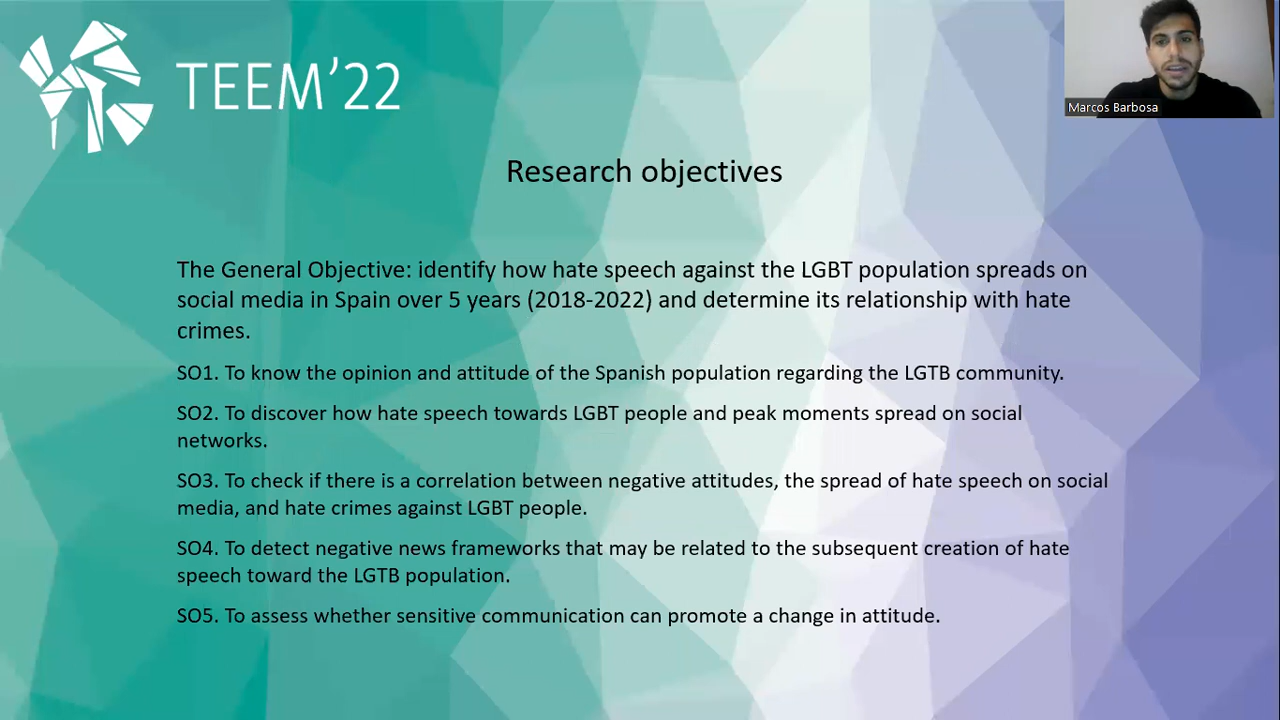 TEEM’22
Marcos Barbosa
Research objectives
The General Objective: identify how hate speech against the LGBT population spreads on
social media in Spain over 5 years (2018-2022) and determine its relationship with hate
crimes.
SO1. To know the opinion and attitude of the Spanish population regarding the LGTB community.
SO2. To discover how hate speech towards LGBT people and peak moments spread on social
networks.
SO3. To check if there is a correlation between negative attitudes, the spread of hate speech on social
media, and hate crimes against LGBT people.
SO4. To detect negative news frameworks that may be related to the subsequent creation of hate
speech toward the LGTB population.
SO5. To assess whether sensitive communication can promote a change in attitude.